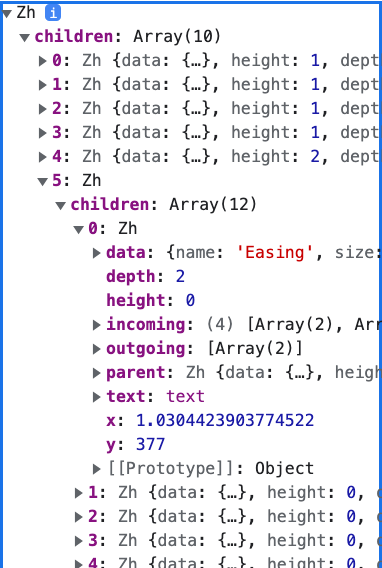 Zh i
children: Array(10)
0: Zh {data: {…}, height: 1, dept
1: Zh {data: {…}, height: 1, dept
2: Zh {data: {…}, height: 1, dept
3: Zh {data: {…}, height: 1, dept
4: Zh {data: {…}, height: 2, dept
5: Zh
children: Array(12)
0: Zh
data: {name: 'Easing', size:
depth: 2
height: 0
incoming: (4) [Array(2), Arr
outgoing: [Array(2)]
parent: Zh {data: {…}, heigh
text: text
x: 1.0304423903774522
y: 377
[[Prototype]]: Object
1: Zh {data: {…}, height: 0, d
2: Zh {data: {…}, height: 0, d
3: Zh {data: {…}, height: 0, d
4: Zh {data: {…}, height: 0, d